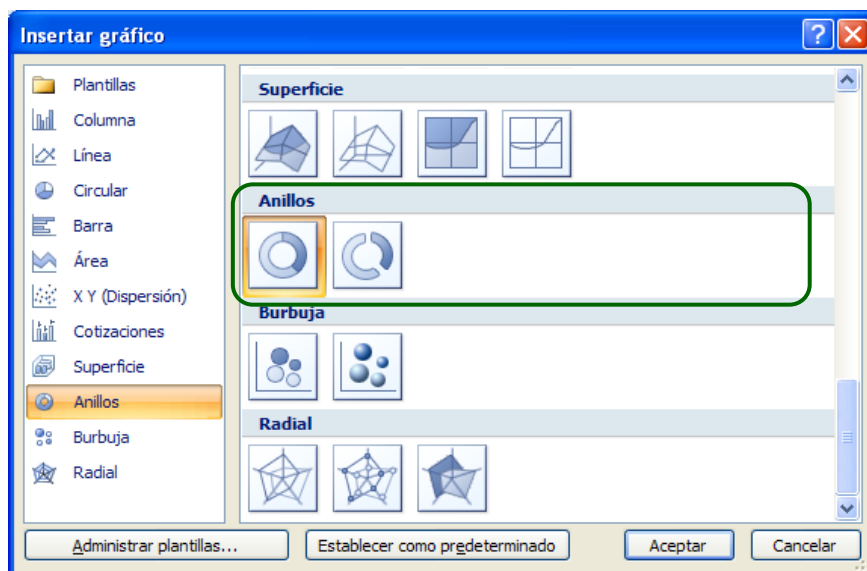 Insertar gráfico
Plantillas
Columna
Línea
Circular
Barra
Área
X Y (Dispersión)
Cotizaciones
Superficie
Anillos
Burbuja
Radial
Superficie
Anillos
Burbuja
Radial
Administrar plantillas...
Establecer como predeterminado
Aceptar
Cancelar